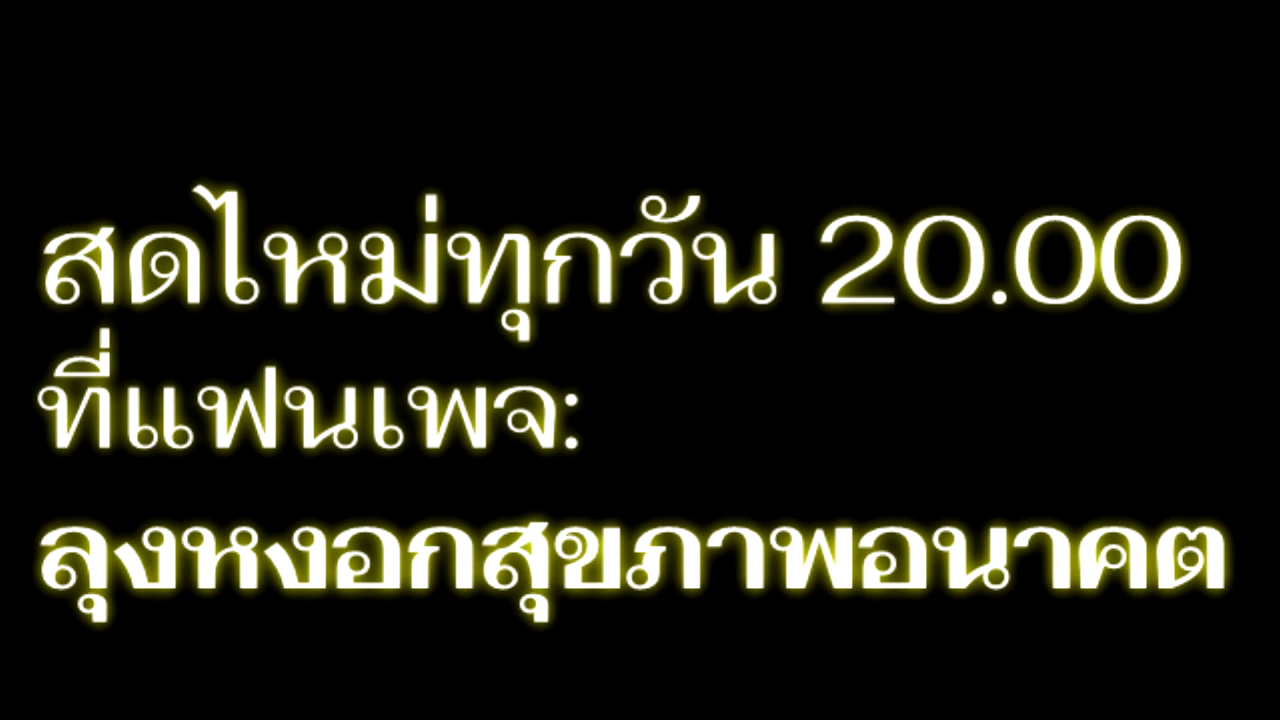 สดไหม่ทุกวัน 20.00
ที่แฟนเพจ:
ลุงหงอกสุขภาพอนาคต